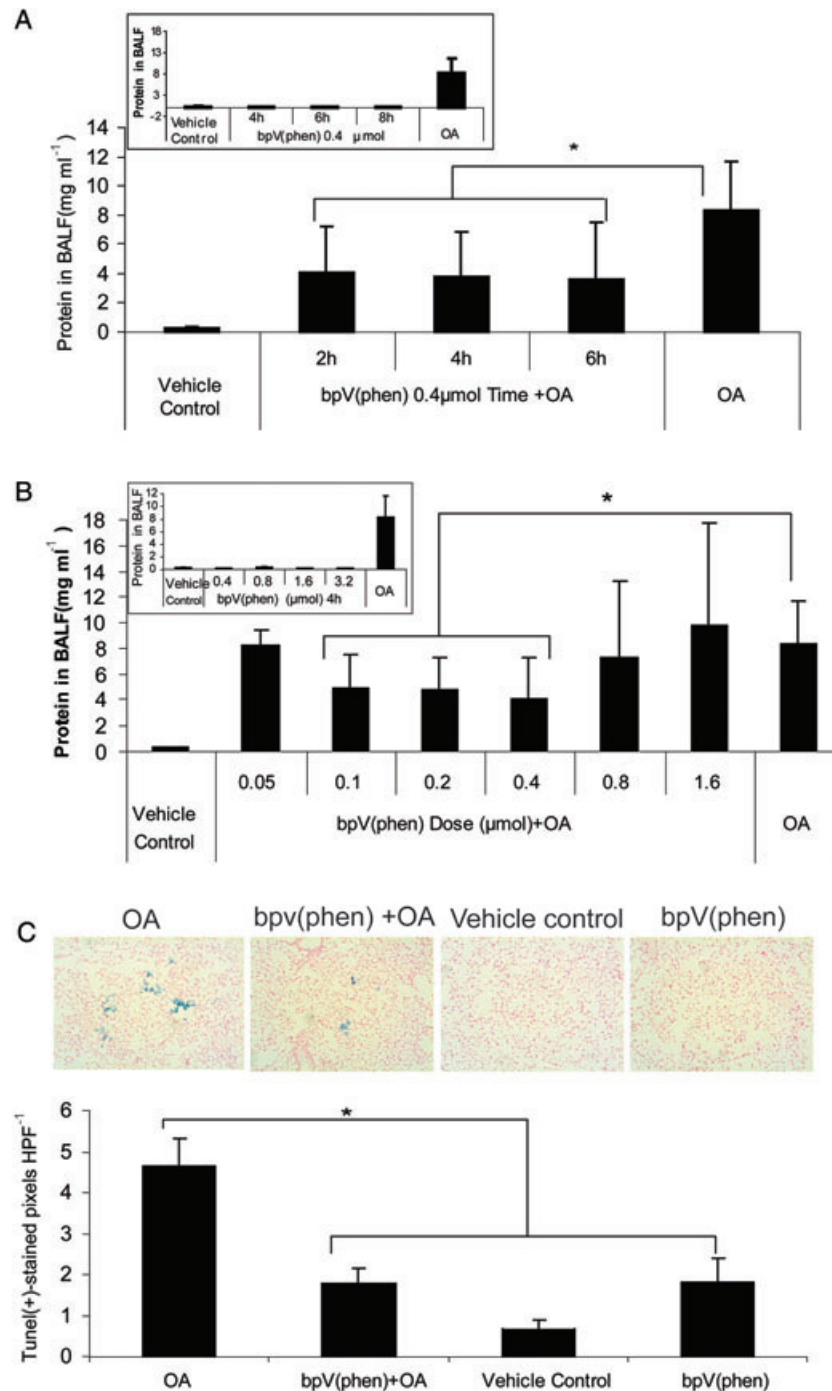 A
Protein in BALF
18
13
8
3
-2
Vehicle Control
4h 6h 8h
bpV(phen) 0.4 μmol
OA
Protein in BALF(mg ml-1)
14
12
10
8
6
4
2
0
*
Vehicle Control
2h 4h 6h
bpV(phen) 0.4μmol Time +OA
OA
B
Protein in BALF
12
10
8
6
4
2
0
Vehicle Control
0.4 0.8 1.6 3.2
bpV(phen) (μmol) 4h
OA
Protein in BALF(mg ml-1)
18
16
14
12
10
8
6
4
2
0
*
Vehicle Control
0.05 0.1 0.2 0.4 0.8 1.6
bpV(phen) Dose (μmol)+OA
OA
C
OA bpv(phen) +OA Vehicle control bpV(phen)
Tunel(+)-stained pixels HPF-1
6
5
4
3
2
1
0
*
OA bpV(phen)+OA Vehicle Control bpV(phen)